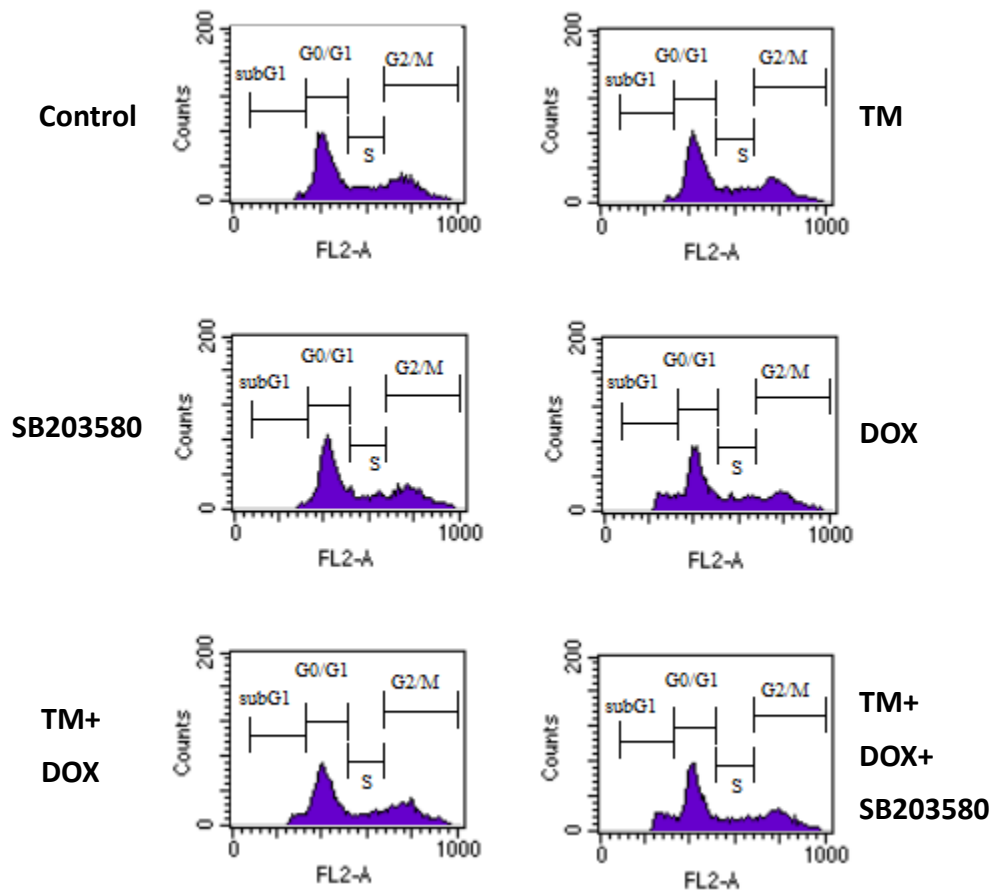 Control
200
Counts
0
subG1
G0/G1
S
G2/M
0
1000
FL2-A
TM
200
Counts
0
subG1
G0/G1
S
G2/M
0
1000
FL2-A
SB203580
200
Counts
0
subG1
G0/G1
S
G2/M
0
1000
FL2-A
DOX
200
Counts
0
subG1
G0/G1
S
G2/M
0
1000
FL2-A
TM+
DOX
200
Counts
0
subG1
G0/G1
S
G2/M
0
1000
FL2-A
TM+
DOX+
SB203580
200
Counts
0
subG1
G0/G1
S
G2/M
0
1000
FL2-A